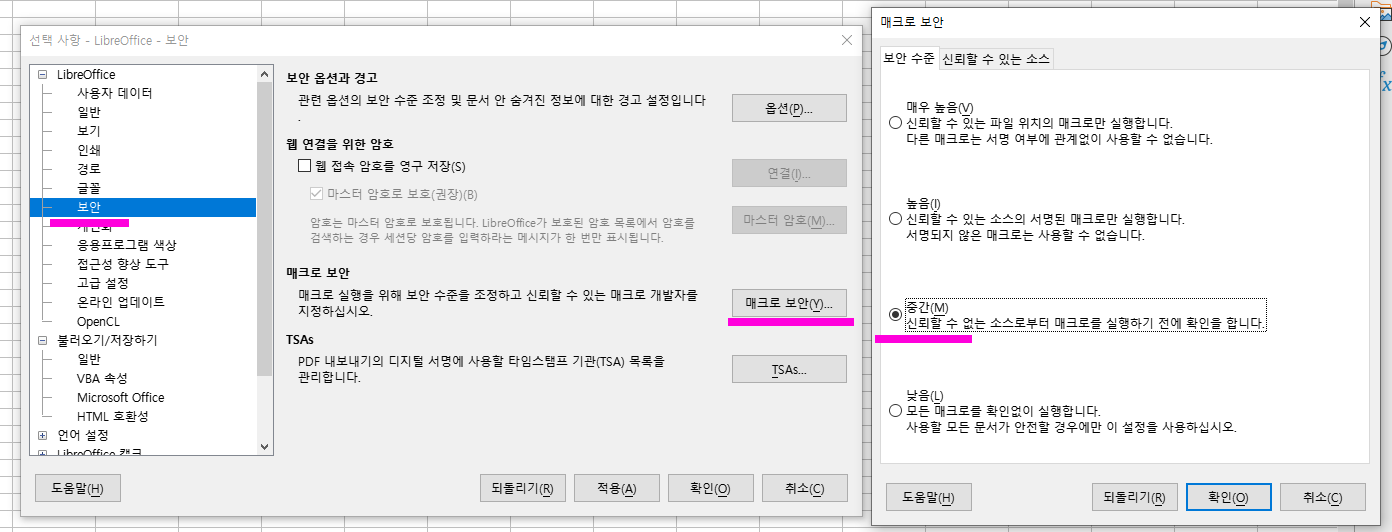 선택 사항 - LibreOffice - 보안
LibreOffice
사용자 데이터
일반
보기
인쇄
경로
글꼴
보안
응용프로그램 색상
접근성 향상 도구
고급 설정
온라인 업데이트
OpenCL
불러오기/저장하기
일반
VBA 속성
Microsoft Office
HTML 호환성
언어 설정
보안 옵션과 경고
관련 옵션의 보안 수준 조정 및 문서 안 숨겨진 정보에 대한 경고 설정입니다
.
옵션(P)...
웹 연결을 위한 암호
웹 접속 암호를 영구 저장(S)
연결(I)...
마스터 암호로 보호(권장)(B)
암호는 마스터 암호로 보호됩니다. LibreOffice가 보호된 암호 목록에서 암호를
검색하는 경우 세션당 암호를 입력하라는 메시지가 한 번만 표시됩니다.
마스터 암호(M)...
매크로 보안
매크로 실행을 위해 보안 수준을 조정하고 신뢰할 수 있는 매크로 개발자를
지정하십시오.
매크로 보안(Y)...
TSAs
PDF 내보내기의 디지털 서명에 사용할 타임스탬프 기관(TSA) 목록을
관리합니다.
TSAs...
도움말(H)
되돌리기(R)
적용(A)
확인(O)
취소(C)
매크로 보안
보안 수준
신뢰할 수 있는 소스
매우 높음(V)
신뢰할 수 있는 파일 위치의 매크로만 실행합니다.
다른 매크로는 서명 여부에 관계없이 사용할 수 없습니다.
높음(I)
신뢰할 수 있는 소스의 서명된 매크로만 실행합니다.
서명되지 않은 매크로는 사용할 수 없습니다.
중간(M)
신뢰할 수 없는 소스로부터 매크로를 실행하기 전에 확인을 합니다.
낮음(L)
모든 매크로를 확인없이 실행합니다.
사용할 모든 문서가 안전할 경우에만 이 설정을 사용하십시오.
도움말(H)
되돌리기(R)
확인(O)
취소(C)